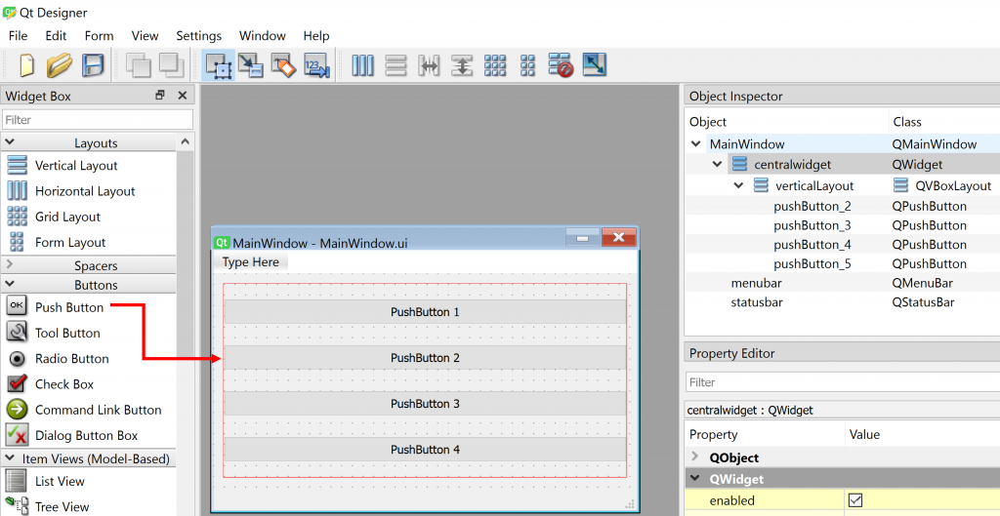 Qt Designer
File Edit Form View Settings Window Help
123
Widget Box
Filter
Layouts
Vertical Layout
Horizontal Layout
Grid Layout
Form Layout
Spacers
Buttons
OK Push Button
Tool Button
Radio Button
Check Box
Command Link Button
Dialog Button Box
Item Views (Model-Based)
List View
Tree View
Qt MainWindow - MainWindow.ui
Type Here
PushButton 1
PushButton 2
PushButton 3
PushButton 4
Object Inspector
Object Class
MainWindow QMainWindow
centralwidget QWidget
verticalLayout QVBoxLayout
pushButton_2 QPushButton
pushButton_3 QPushButton
pushButton_4 QPushButton
pushButton_5 QPushButton
menubar QMenuBar
statusbar QStatusBar
Property Editor
Filter
centralwidget : QWidget
Property Value
QObject
QWidget
enabled